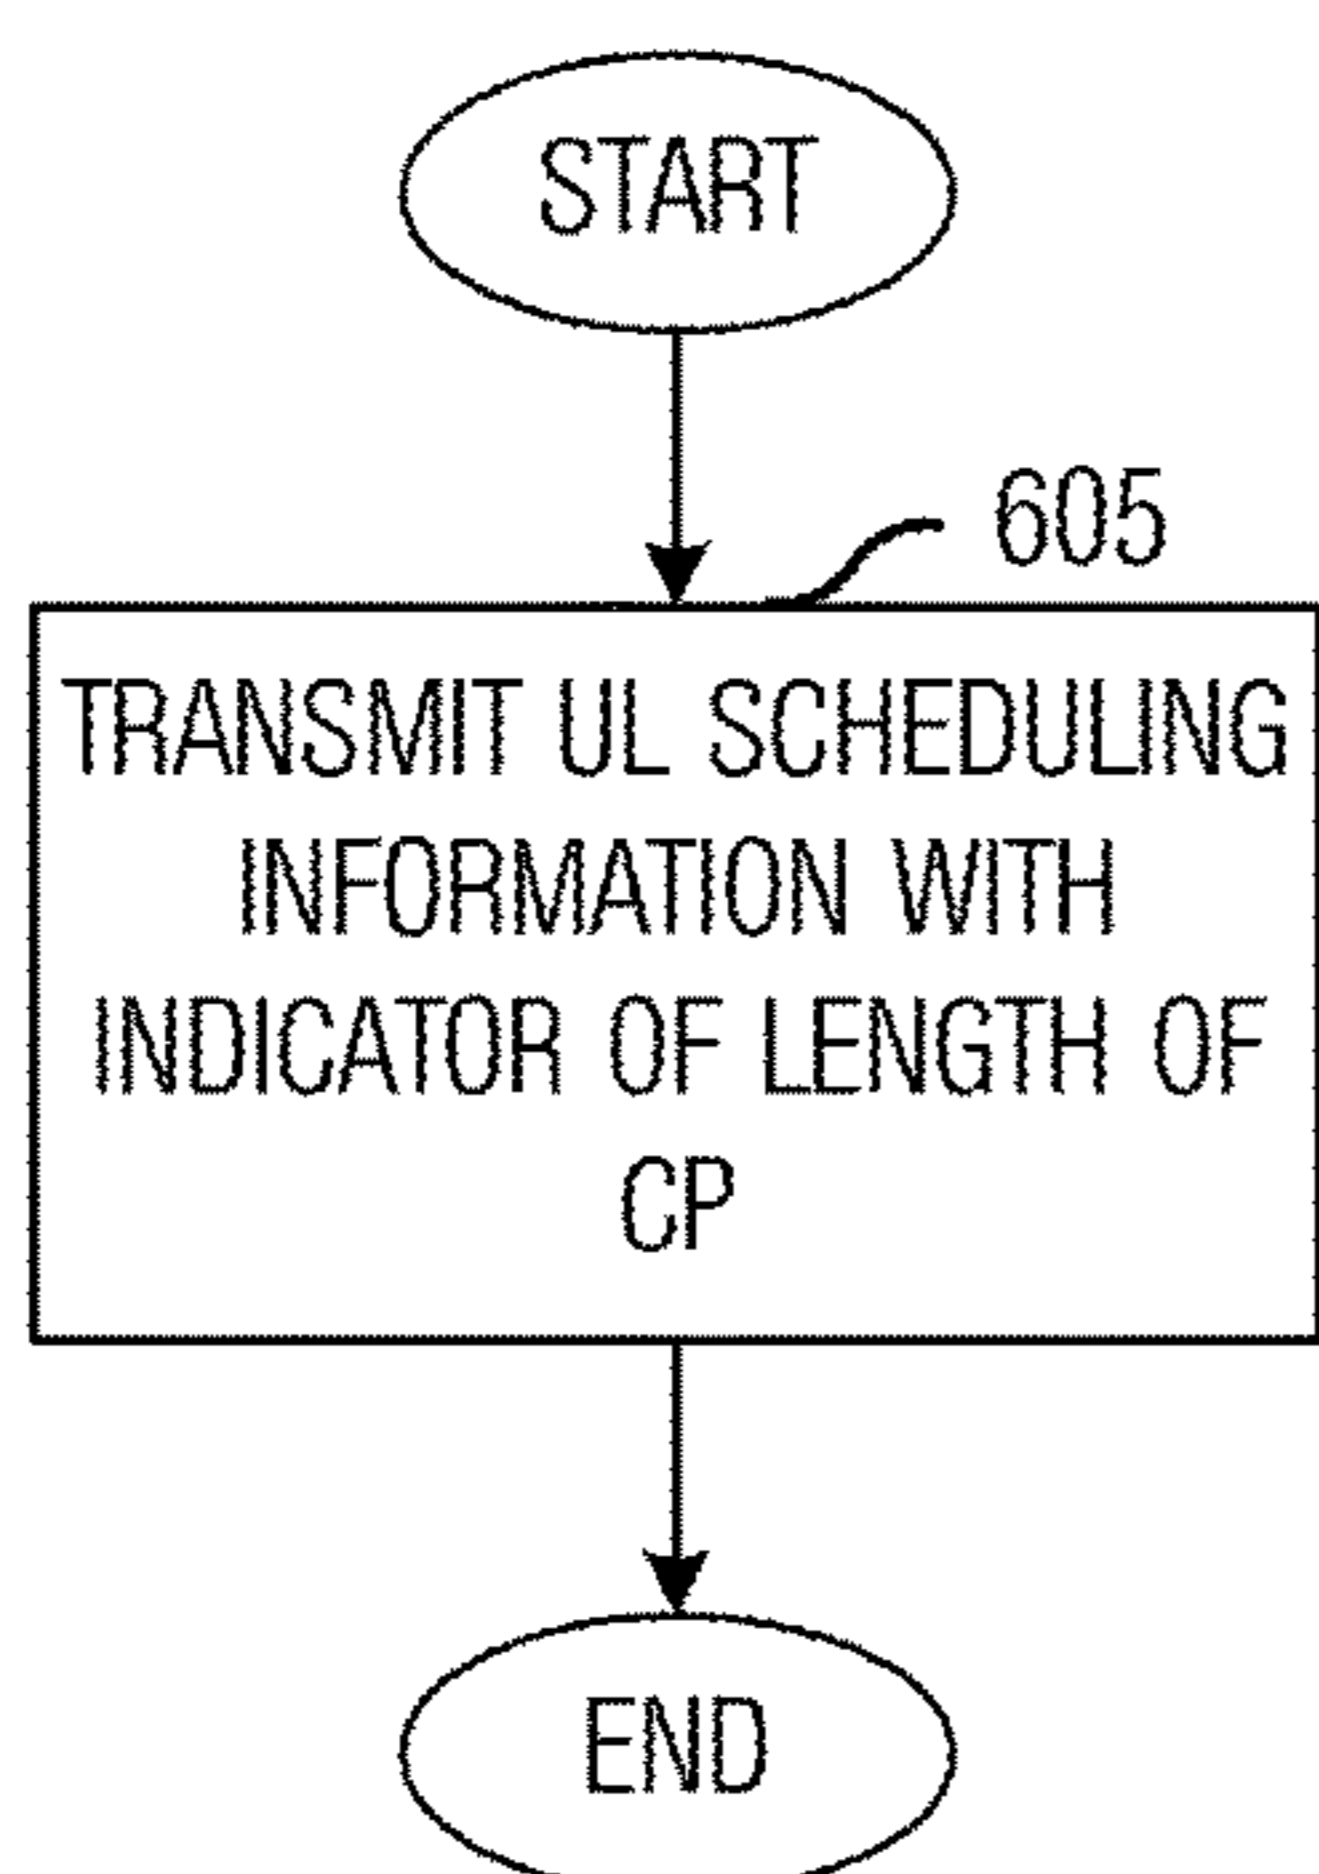 START
605
TRANSMIT UL SCHEDULING
INFORMATION WITH
INDICATOR OF LENGTH OF
CP
END